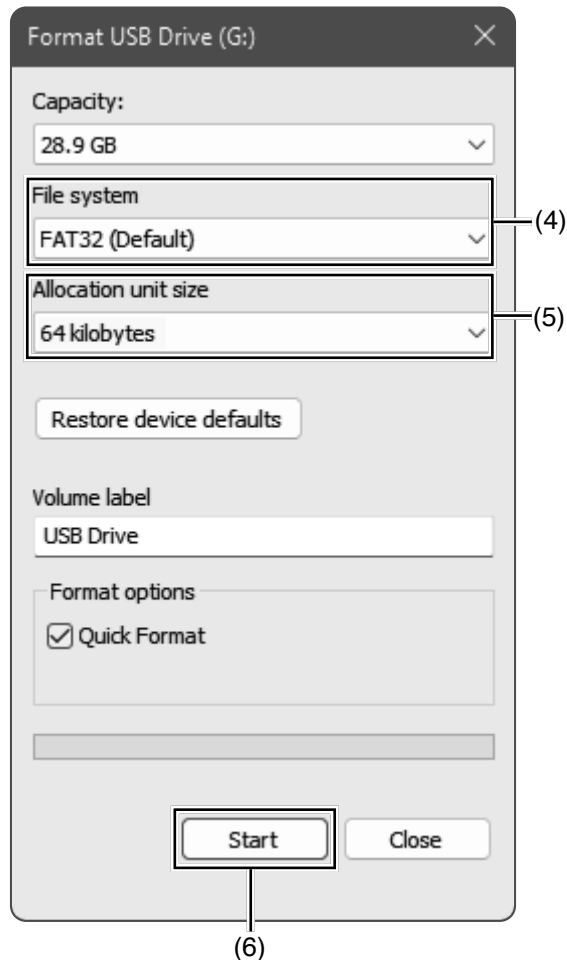 Format USB Drive (G:)
Capacity:
28.9 GB
File system
FAT32 (Default)
(4)
Allocation unit size
64 kilobytes
(5)
Restore device defaults
Volume label
USB Drive
Format options
Quick Format
Start
Close
(6)